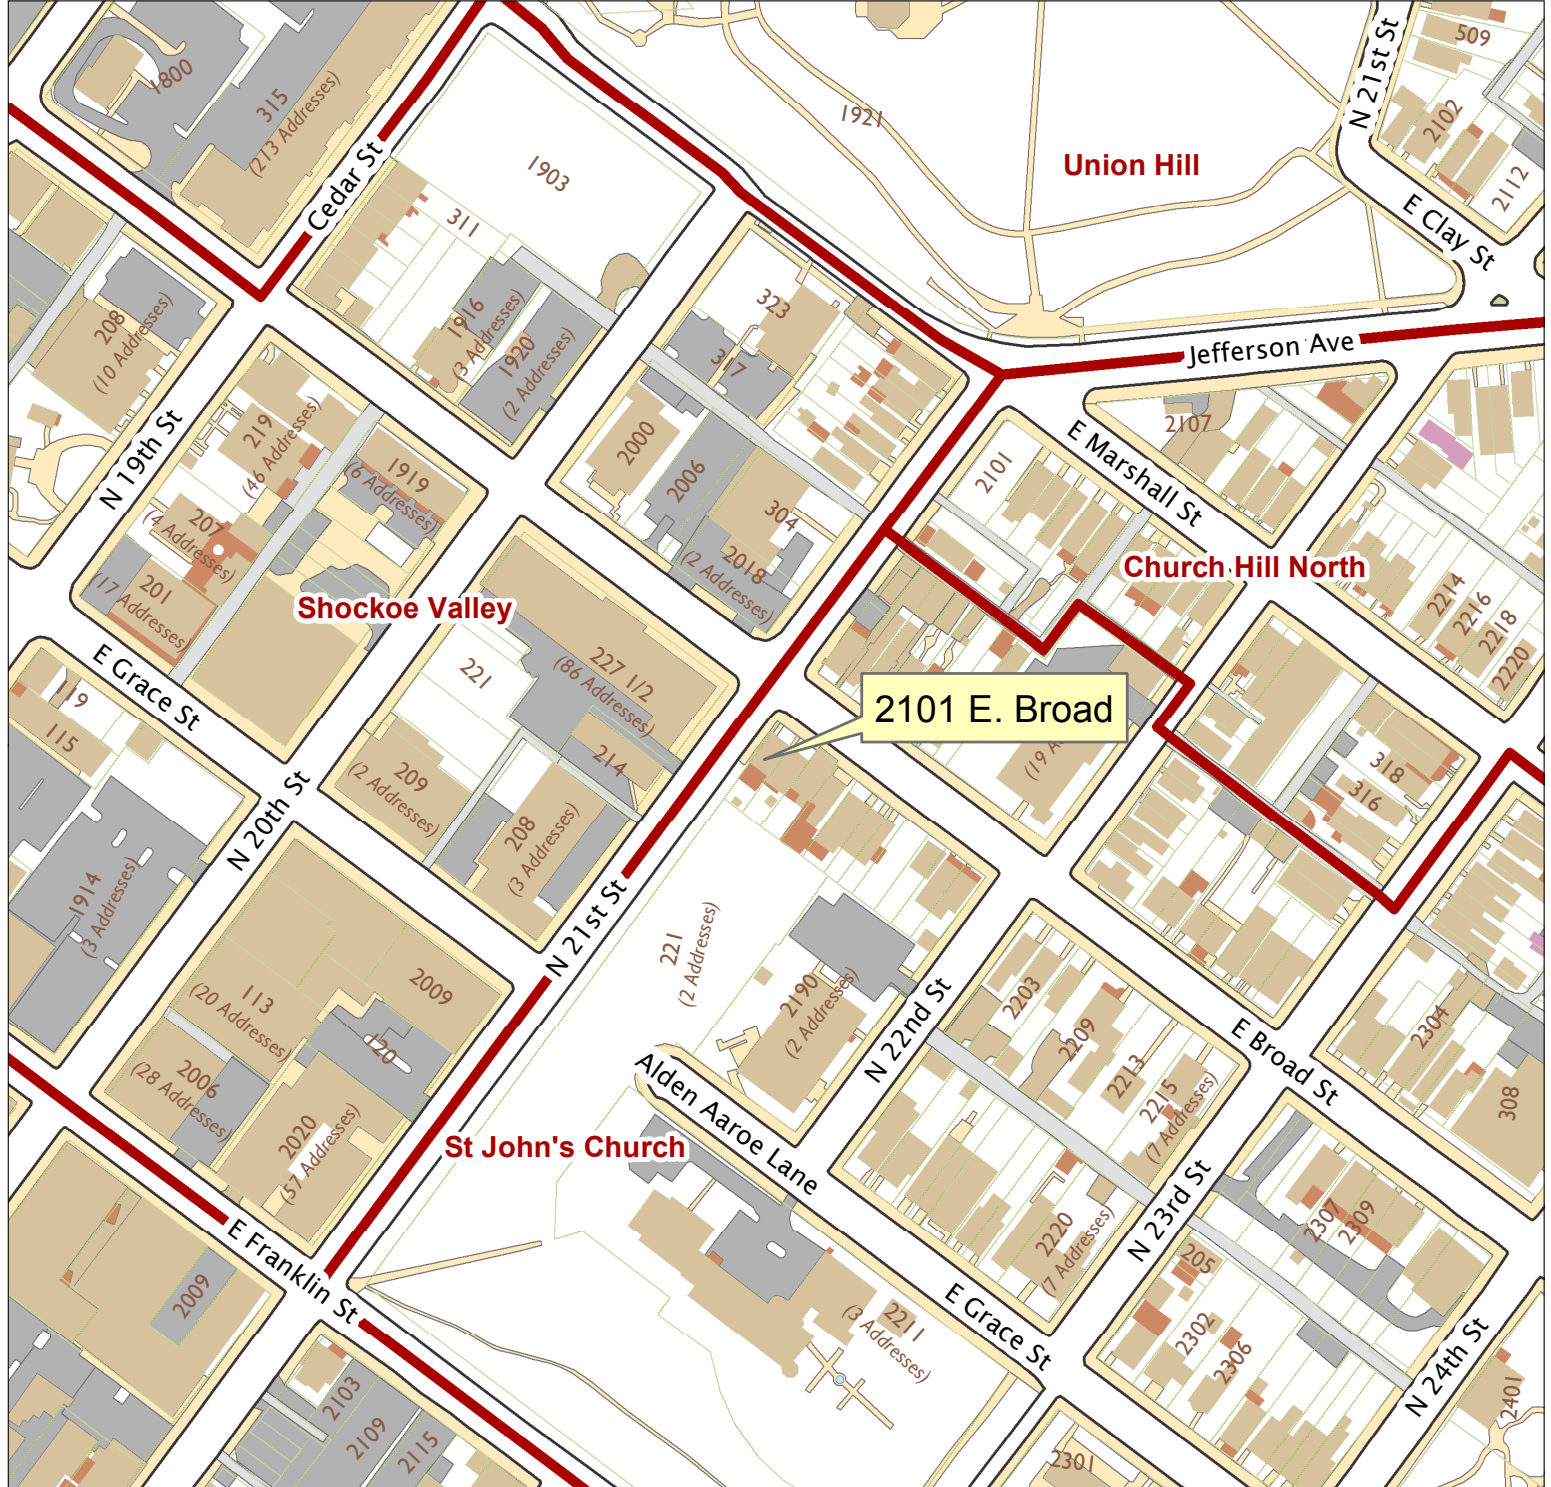 1800
315
(213 Addresses)
Cedar St
1903
311
1921
Union Hill
509
N 21st St
2102
2112
E Clay St
208
(10 Addresses)
1916
(3 Addresses)
1920
(2 Addresses)
323
317
Jefferson Ave
N 19th St
219
(46 Addresses)
1919
(6 Addresses)
2000
2006
304
2018
(2 Addresses)
2101
2107
E Marshall St
207
(4 Addresses)
201
(17 Addresses)
Shockoe Valley
Church Hill North
2214
2216
2218
2220
E Grace St
119
115
221
227 1/2
(86 Addresses)
214
2101 E. Broad
(19 A
318
316
209
(2 Addresses)
208
(3 Addresses)
N 20th St
1914
(3 Addresses)
N 21st St
221
(2 Addresses)
2190
(2 Addresses)
N 22nd St
2203
2209
2213
2215
(7 Addresses)
E Broad St
2304
308
113
(20 Addresses)
2009
120
2006
(28 Addresses)
2020
(57 Addresses)
St John's Church
Alden Aaroe Lane
2220
(7 Addresses)
N 23rd St
2307
2309
205
2302
2306
E Franklin St
2009
2211
(3 Addresses)
E Grace St
N 24th St
2401
2103
2109
2115
2301